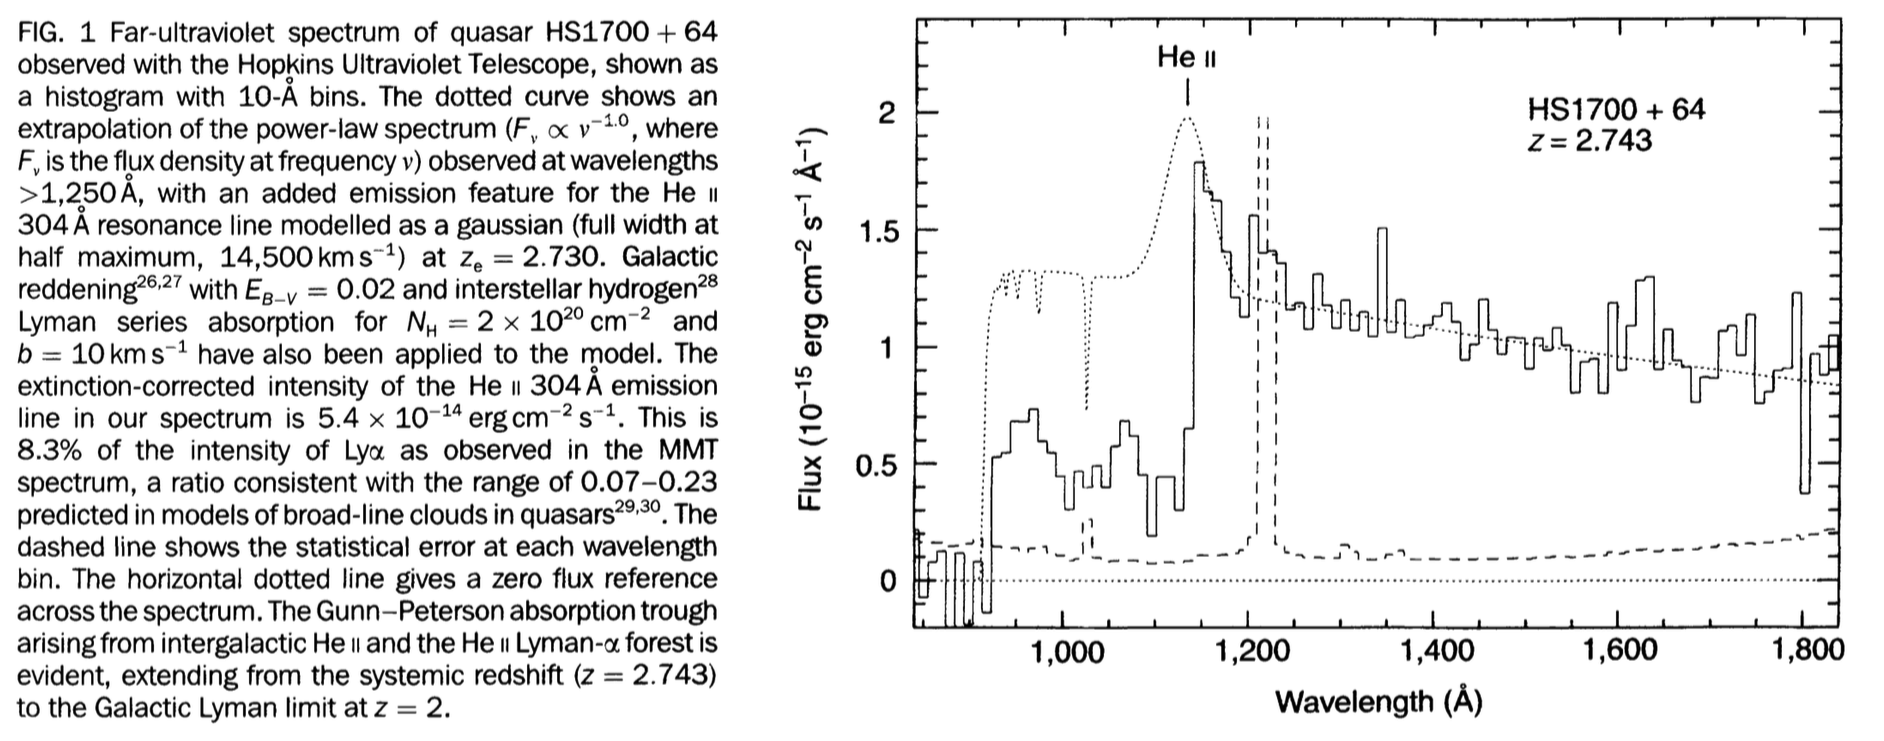 FIG. 1 Far-ultraviolet spectrum of quasar HS1700 + 64
observed with the Hopkins Ultraviolet Telescope, shown as
a histogram with 10-Å bins. The dotted curve shows an
extrapolation of the power-law spectrum (Fᵥ ∝ ν⁻¹·⁰, where
Fᵥ is the flux density at frequency ν) observed at wavelengths
>1,250 Å, with an added emission feature for the He II
304 Å resonance line modelled as a gaussian (full width at
half maximum, 14,500 km s⁻¹) at zₑ = 2.730. Galactic
reddening²⁶,²⁷ with E_B–V = 0.02 and interstellar hydrogen²⁸
Lyman series absorption for N_H = 2 × 10²⁰ cm⁻² and
b = 10 km s⁻¹ have also been applied to the model. The
extinction-corrected intensity of the He II 304 Å emission
line in our spectrum is 5.4 × 10⁻¹⁴ erg cm⁻² s⁻¹. This is
8.3% of the intensity of Lyα as observed in the MMT
spectrum, a ratio consistent with the range of 0.07–0.23
predicted in models of broad-line clouds in quasars²⁹,³⁰. The
dashed line shows the statistical error at each wavelength
bin. The horizontal dotted line gives a zero flux reference
across the spectrum. The Gunn–Peterson absorption trough
arising from intergalactic He II and the He II Lyman-α forest is
evident, extending from the systemic redshift (z = 2.743)
to the Galactic Lyman limit at z = 2.
He II
HS1700 + 64
z = 2.743
Flux (10⁻¹⁵ erg cm⁻² s⁻¹ Å⁻¹)
2
1.5
1
0.5
0
1,000 1,200 1,400 1,600 1,800
Wavelength (Å)